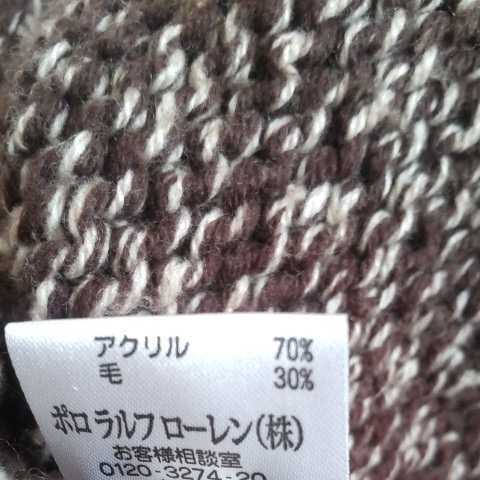 アクリル 70%
毛 30%
ポロ ラルフ ローレン(株)
お客様相談室
0120-3274-20